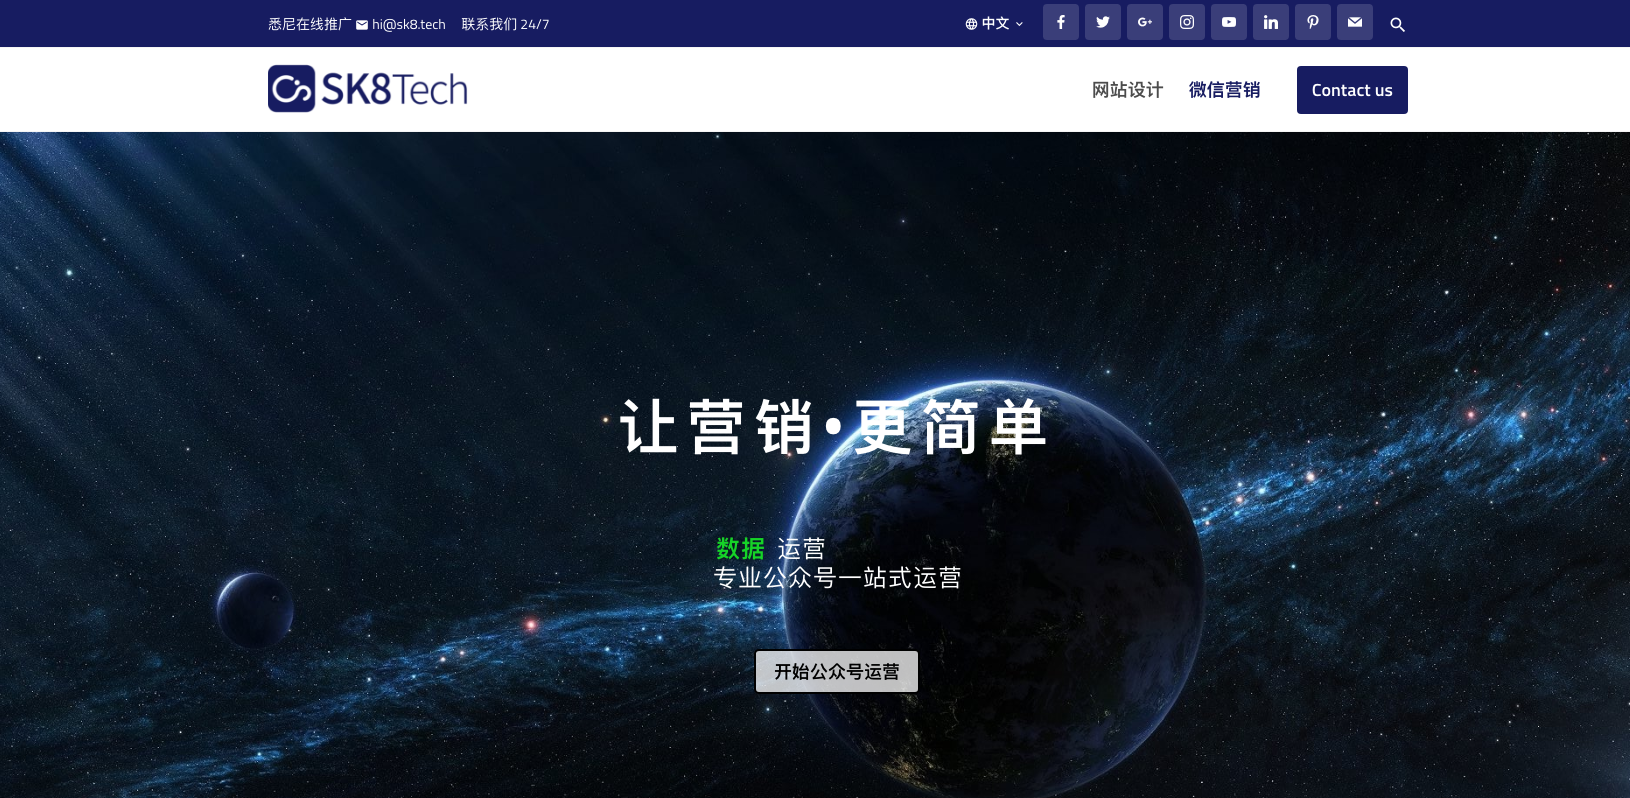 悉尼在线推广 hi@sk8.tech 联系我们 24/7 中文
SK8Tech 网站设计 微信营销 Contact us
让营销•更简单
数据 运营
专业公众号一站式运营
开始公众号运营